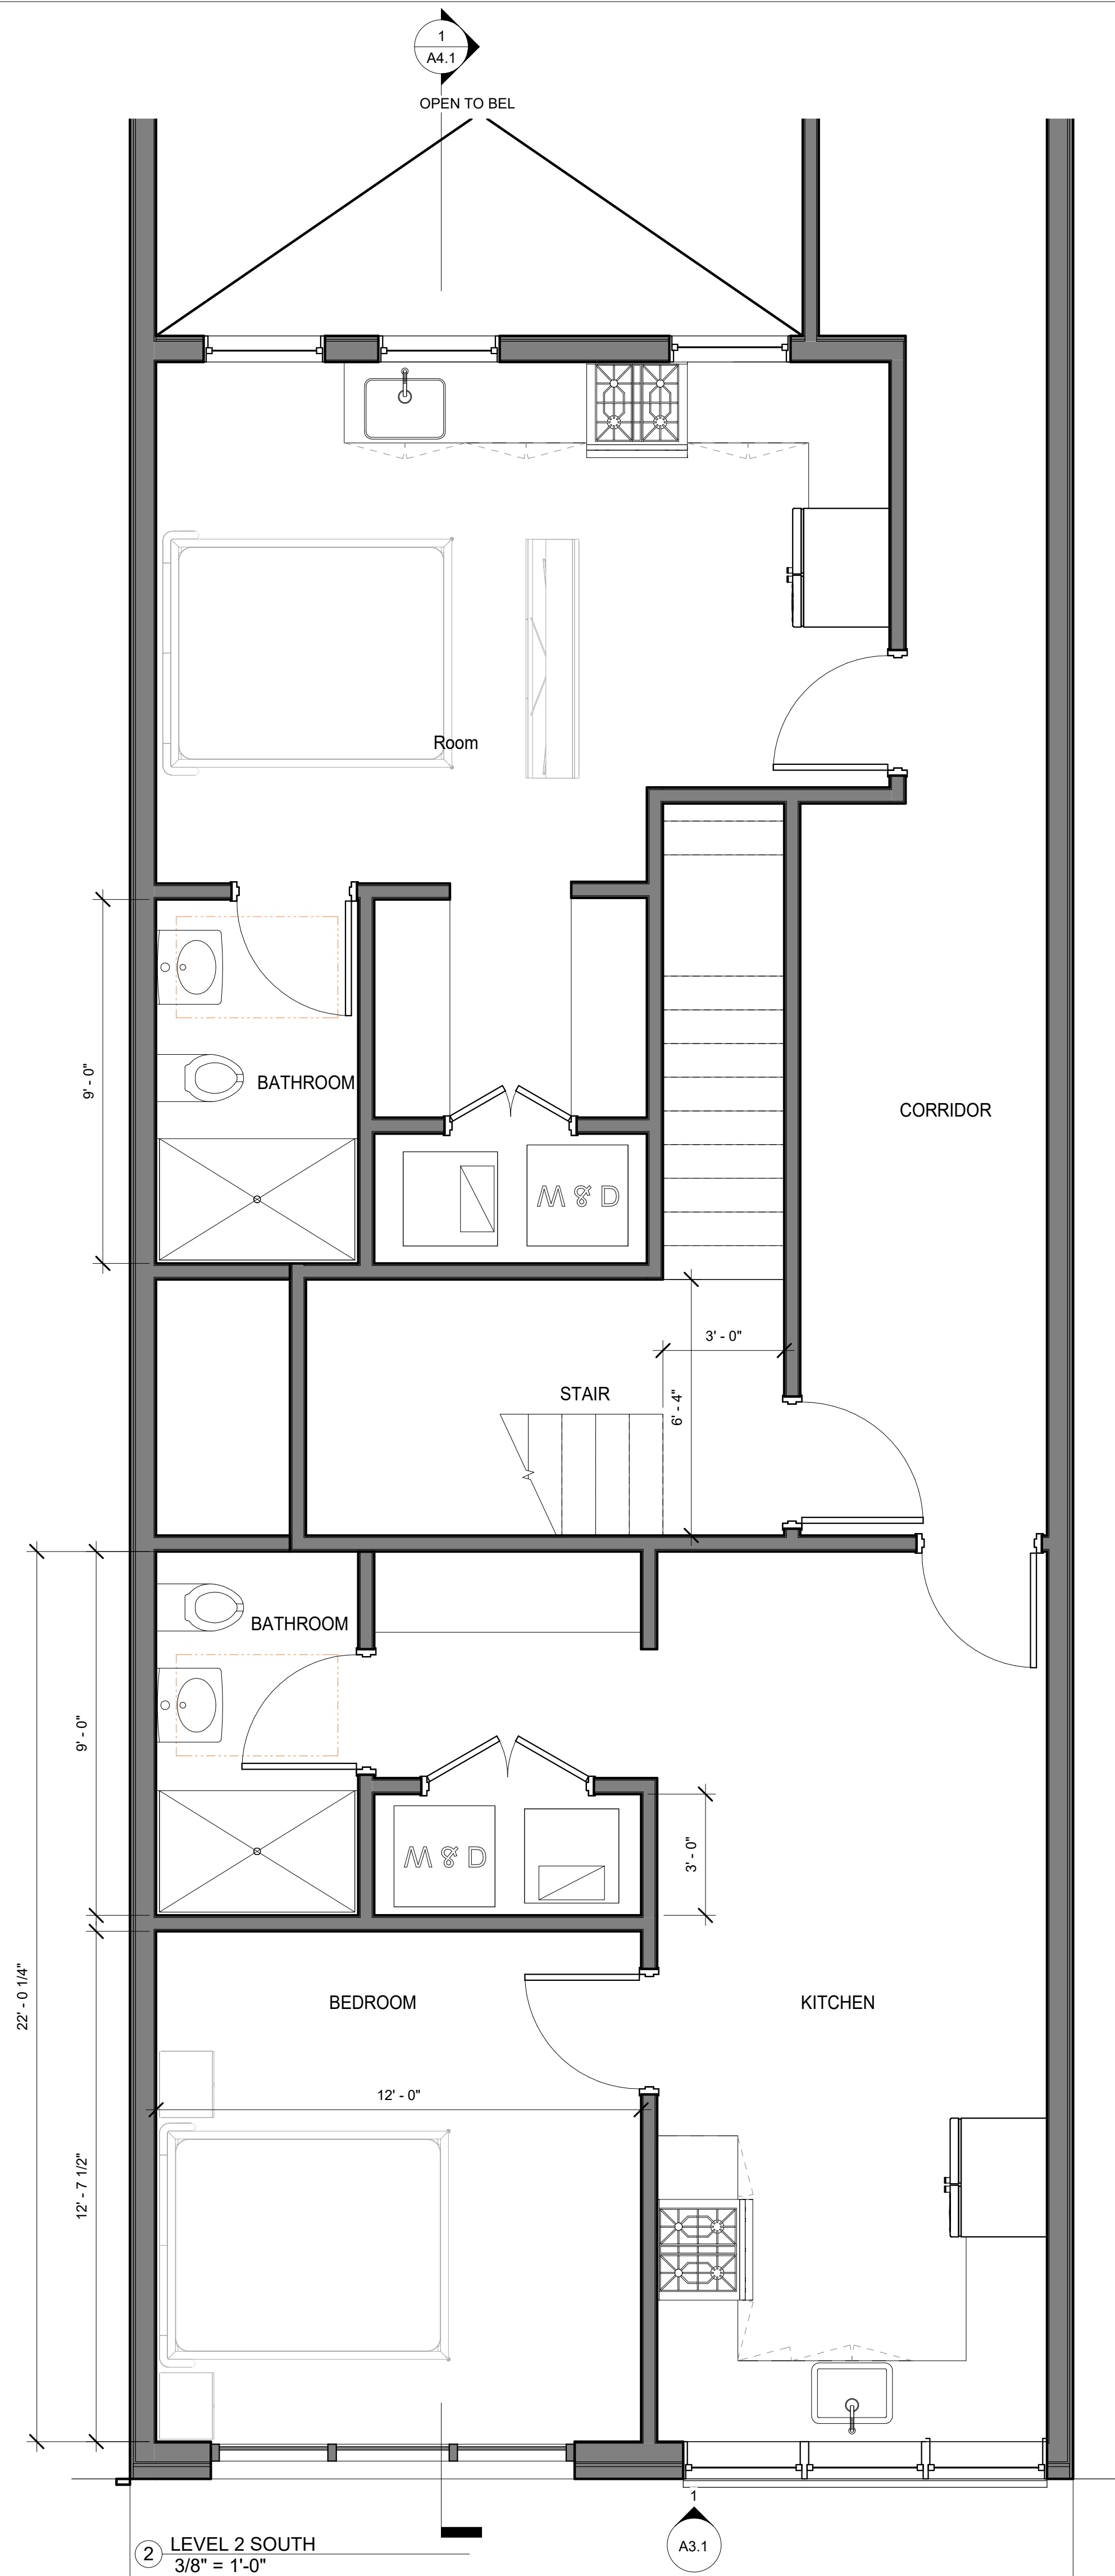 1
A4.1
OPEN TO BEL
Room
9' - 0"
BATHROOM
CORRIDOR
W & D
3' - 0"
STAIR
6' - 4"
BATHROOM
9' - 0"
W & D
3' - 0"
22' - 0 1/4"
BEDROOM
KITCHEN
12' - 0"
12' - 7 1/2"
1
A3.1
2
LEVEL 2 SOUTH
3/8" = 1'-0"